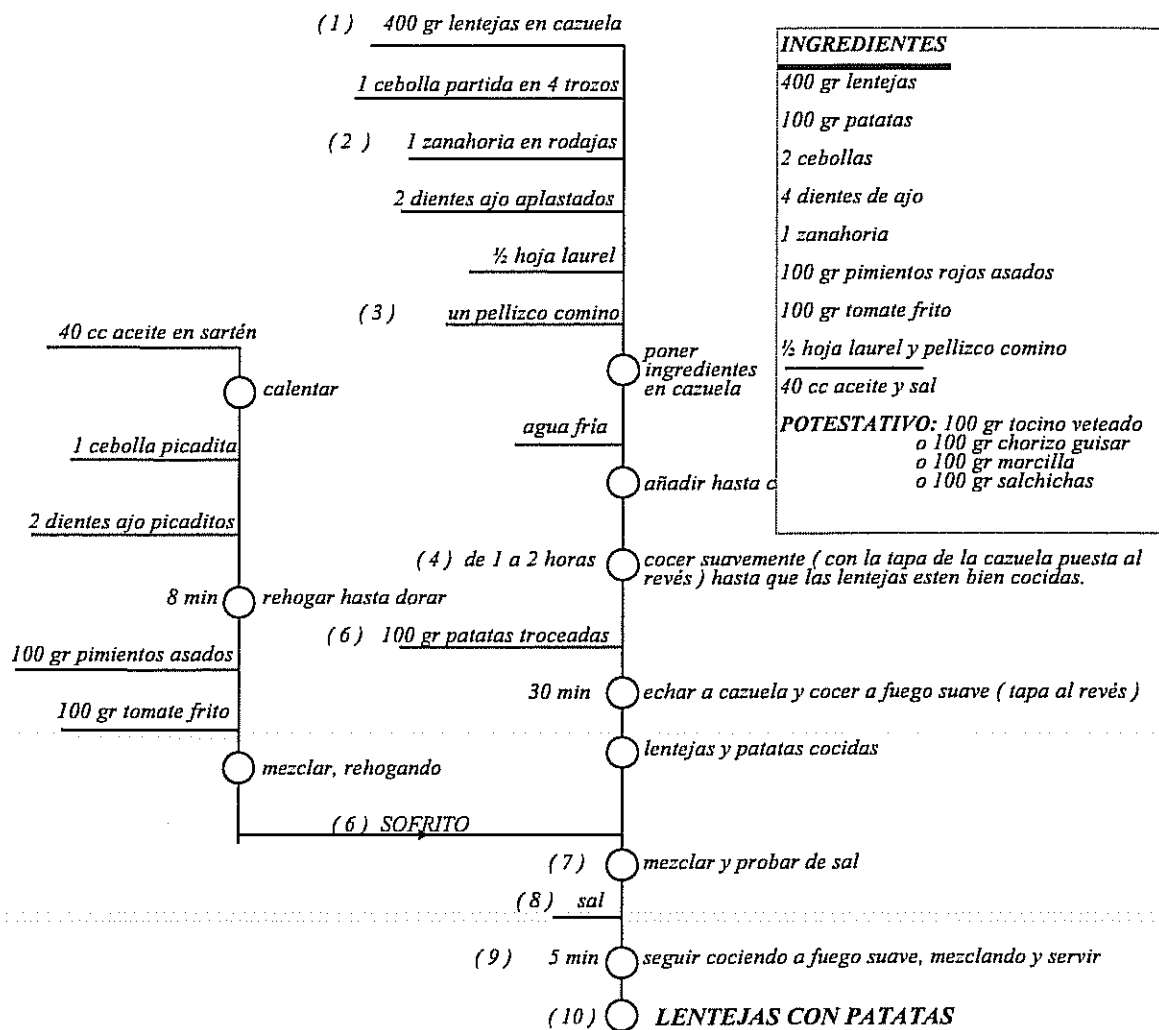 ( 1 ) 400 gr lentejas en cazuela
1 cebolla partida en 4 trozos
( 2 ) 1 zanahoria en rodajas
2 dientes ajo aplastados
½ hoja laurel
( 3 ) un pellizco comino
poner
ingredientes
en cazuela
agua fría
añadir hasta c
( 4 ) de 1 a 2 horas
cocer suavemente ( con la tapa de la cazuela puesta al
revés ) hasta que las lentejas esten bien cocidas.
( 6 ) 100 gr patatas troceadas
30 min echar a cazuela y cocer a fuego suave ( tapa al revés )
lentejas y patatas cocidas
40 cc aceite en sartén
calentar
1 cebolla picadita
2 dientes ajo picaditos
8 min rehogar hasta dorar
100 gr pimientos asados
100 gr tomate frito
mezclar, rehogando
( 6 ) SOFRITO
( 7 ) mezclar y probar de sal
( 8 ) sal
( 9 ) 5 min seguir cociendo a fuego suave, mezclando y servir
( 10 ) LENTEJAS CON PATATAS
INGREDIENTES
400 gr lentejas
100 gr patatas
2 cebollas
4 dientes de ajo
1 zanahoria
100 gr pimientos rojos asados
100 gr tomate frito
½ hoja laurel y pellizco comino
40 cc aceite y sal
POTESTATIVO: 100 gr tocino veteado
o 100 gr chorizo guisar
o 100 gr morcilla
o 100 gr salchichas